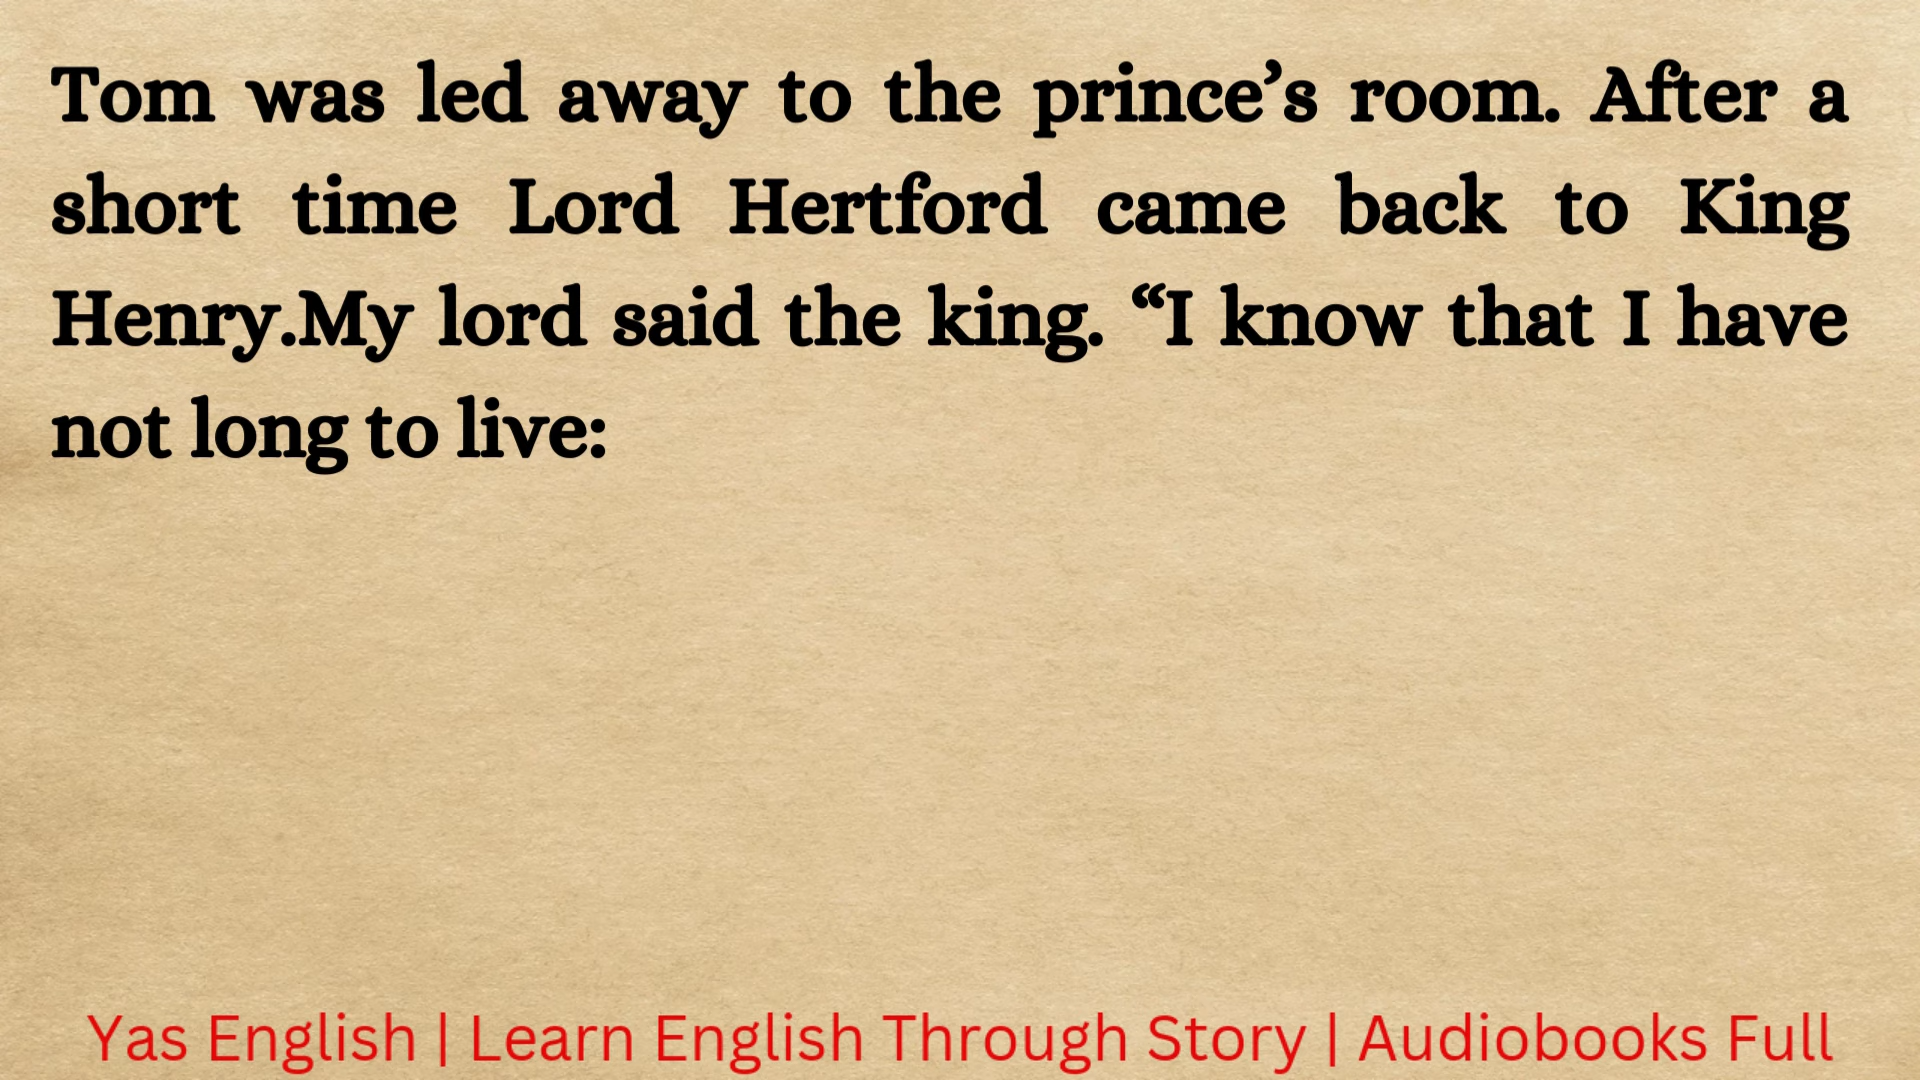 Tom was led away to the prince’s room. After a
short time Lord Hertford came back to King
Henry.My lord said the king. “I know that I have
not long to live:
Yas English | Learn English Through Story | Audiobooks Full